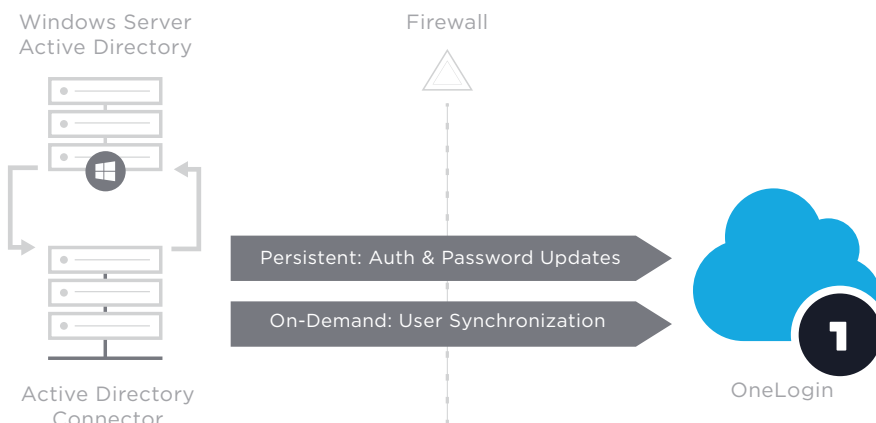 Windows Server
Active Directory
Firewall
Persistent: Auth & Password Updates
On-Demand: User Synchronization
1
OneLogin
Active Directory
Connector